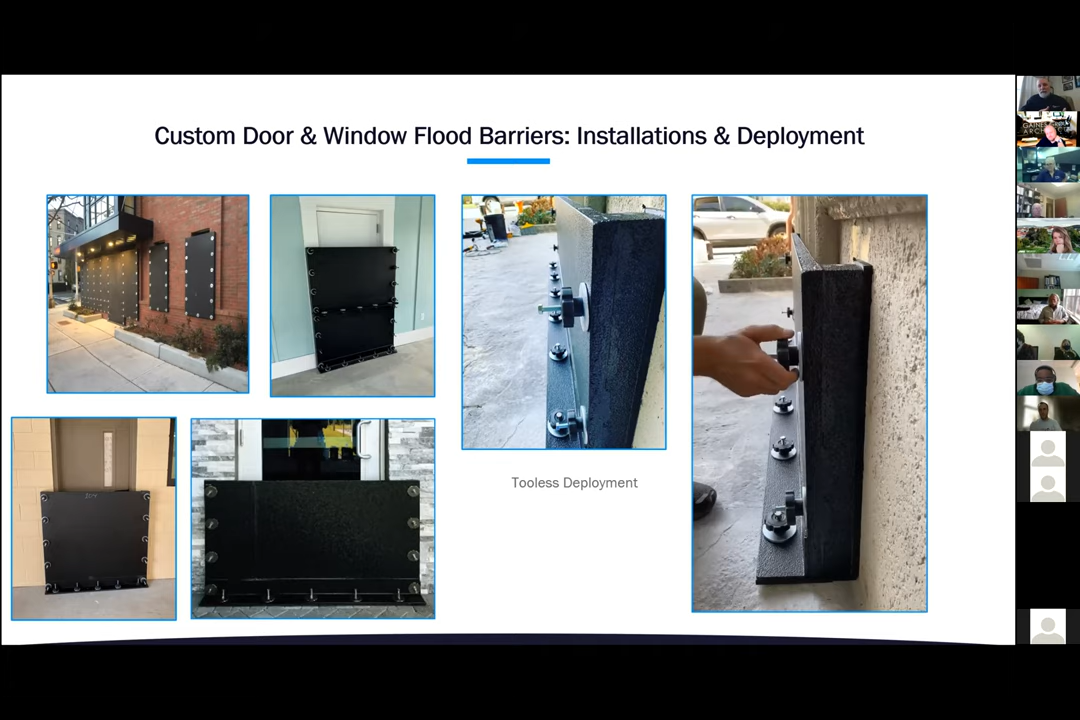 Custom Door & Window Flood Barriers: Installations & Deployment
Tooless Deployment